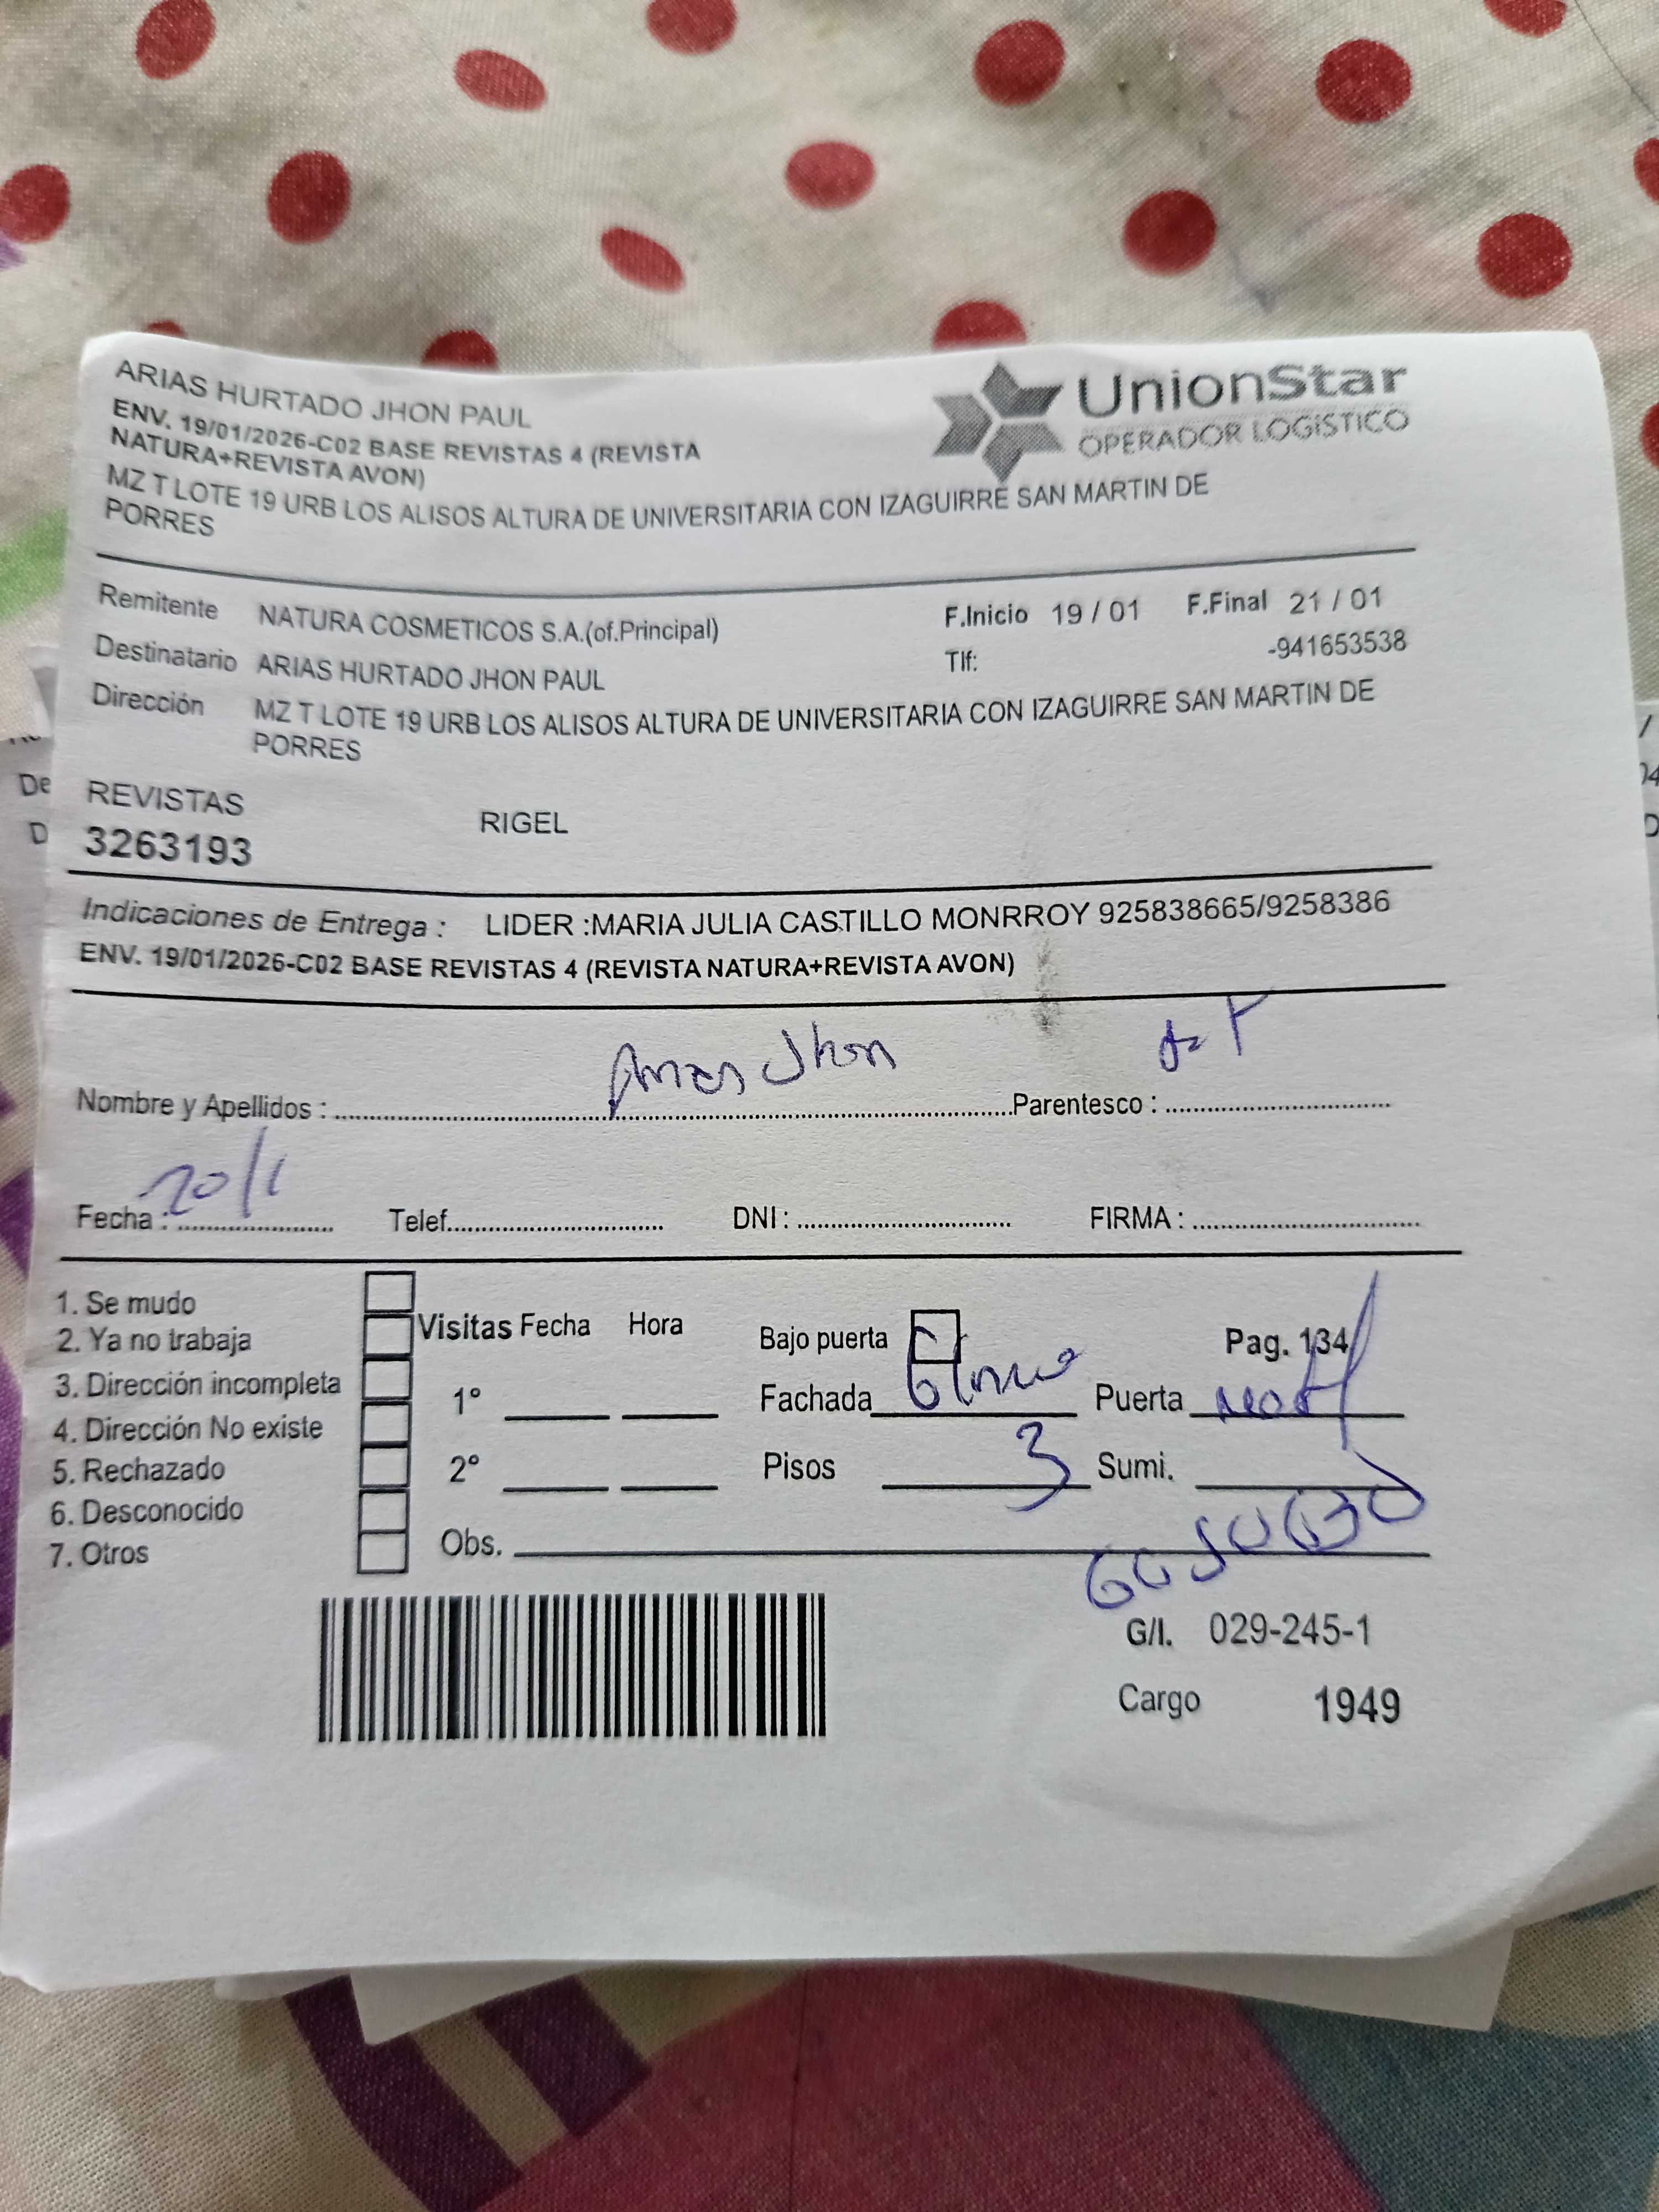 ARIAS HURTADO JHON PAUL
ENV. 19/01/2026-C02 BASE REVISTAS 4 (REVISTA
NATURA+REVISTA AVON)
MZ T LOTE 19 URB LOS ALISOS ALTURA DE UNIVERSITARIA CON IZAGUIRRE SAN MARTIN DE
PORRES
UnionStar
OPERADOR LOGISTICO
Remitente NATURA COSMETICOS S.A.(of.Principal) F.Inicio 19 / 01 F.Final 21 / 01
Destinatario ARIAS HURTADO JHON PAUL Tlf: -941653538
Dirección MZ T LOTE 19 URB LOS ALISOS ALTURA DE UNIVERSITARIA CON IZAGUIRRE SAN MARTIN DE
PORRES
REVISTAS RIGEL
3263193
Indicaciones de Entrega : LIDER :MARIA JULIA CASTILLO MONRROY 925838665/9258386
ENV. 19/01/2026-C02 BASE REVISTAS 4 (REVISTA NATURA+REVISTA AVON)
Nombre y Apellidos : Arias Jhon Parentesco :
Fecha : 20/1 Telef. DNI : FIRMA :
1. Se mudo
2. Ya no trabaja
3. Dirección incompleta
4. Dirección No existe
5. Rechazado
6. Desconocido
7. Otros
Visitas Fecha Hora
1°
2°
Obs.
Bajo puerta Pag. 134
Fachada Puerta
Pisos 3 Sumi.
G/I. 029-245-1
Cargo 1949